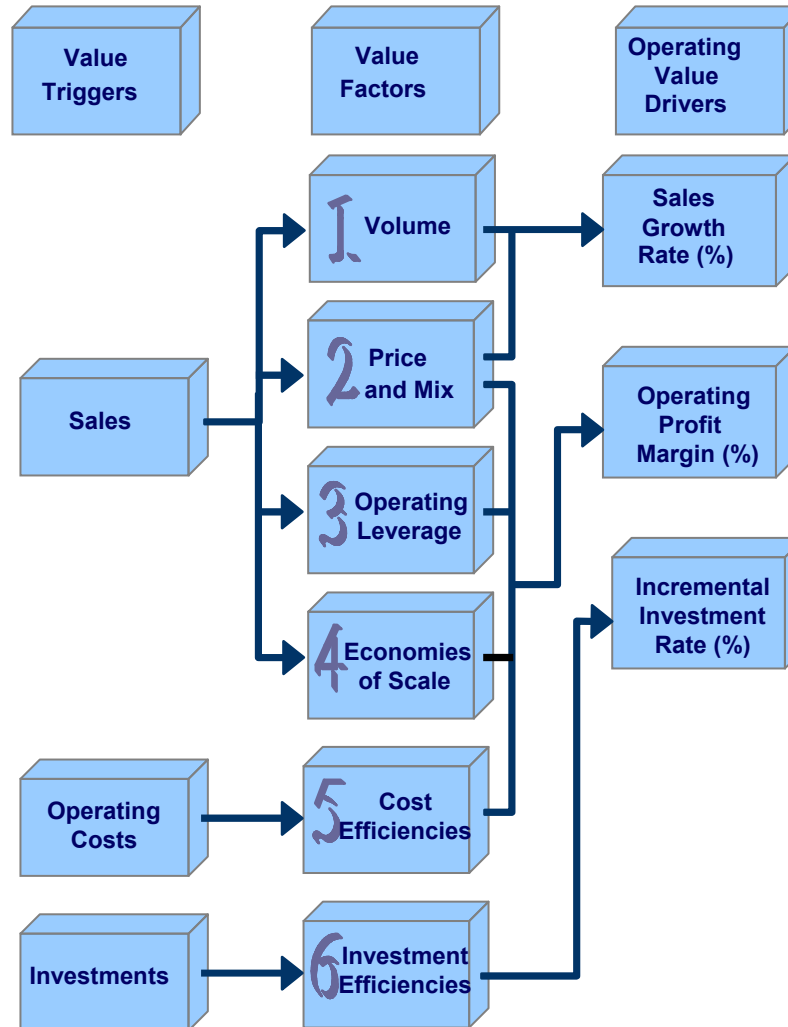 Value
Triggers
Value
Factors
Operating
Value
Drivers
1. Volume
Sales
Growth
Rate (%)
2 Price
and Mix
Sales
Operating
Profit
Margin (%)
3 Operating
Leverage
Incremental
Investment
Rate (%)
4 Economies
of Scale
Operating
Costs
5 Cost
Efficiencies
Investments
6 Investment
Efficiencies